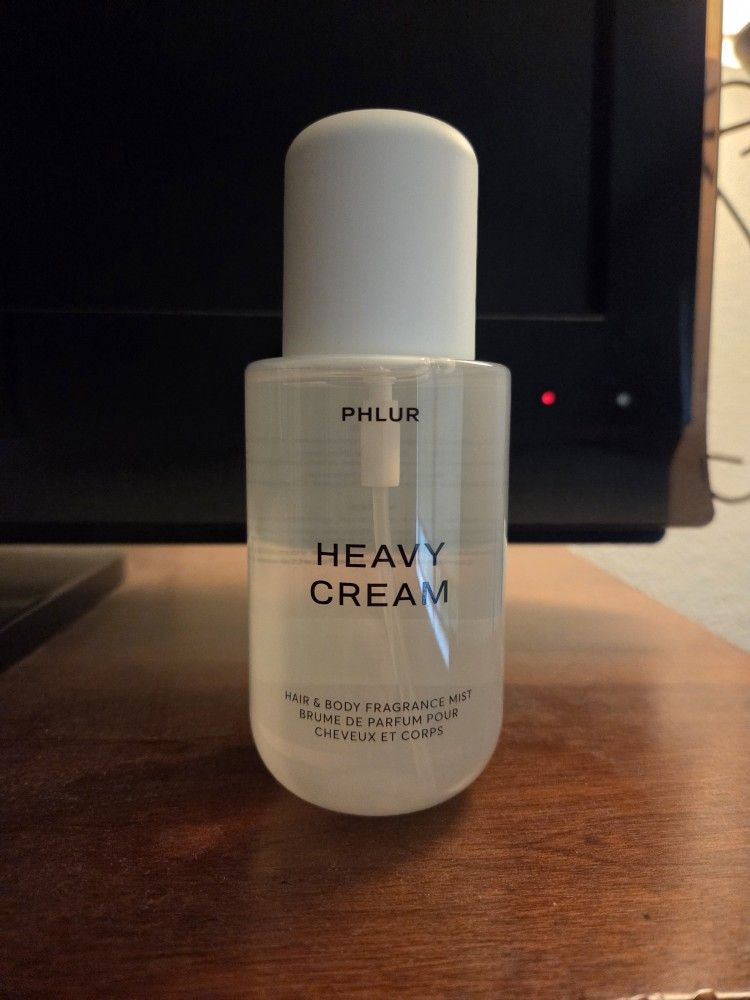 PHLUR
HEAVY
CREAM
HAIR & BODY FRAGRANCE MIST
BRUME DE PARFUM POUR
CHEVEUX ET CORPS